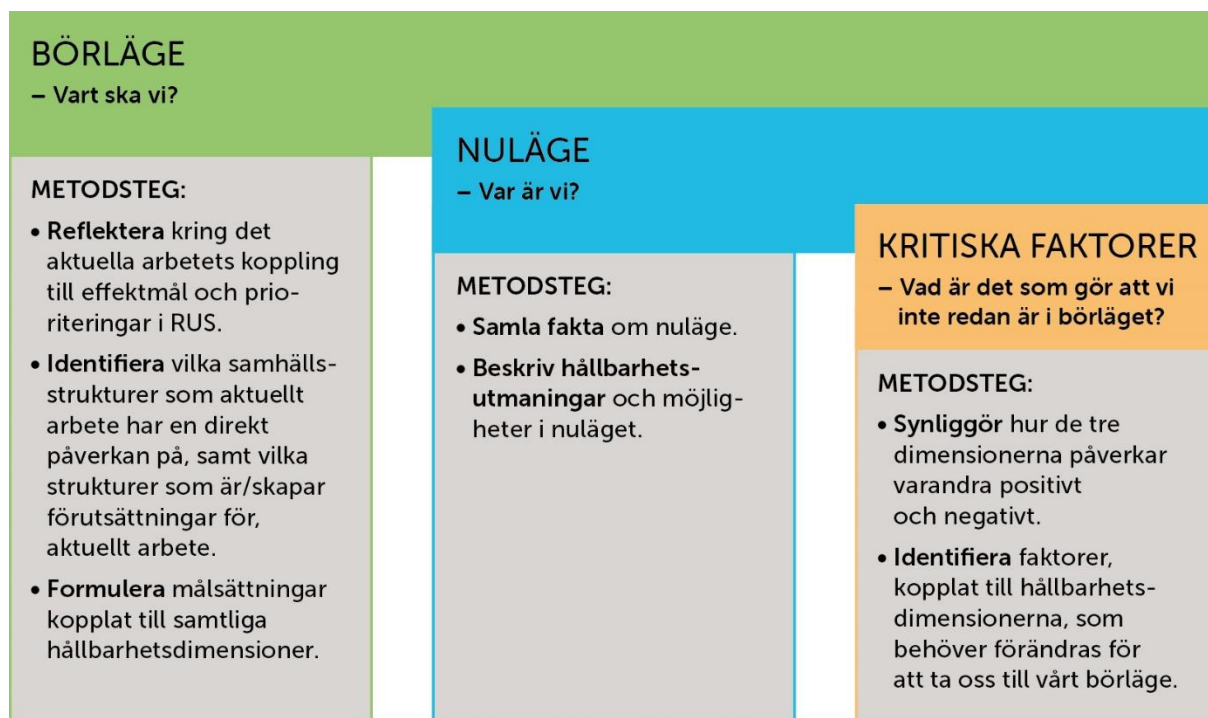 BÖRLÄGE
– Vart ska vi?
METODSTEG:
• Reflektera kring det
aktuella arbetets koppling
till effektmål och prio-
riteringar i RUS.
• Identifiera vilka samhälls-
strukturer som aktuellt
arbete har en direkt
påverkan på, samt vilka
strukturer som är/skapar
förutsättningar för,
aktuellt arbete.
• Formulera målsättningar
kopplat till samtliga
hållbarhetsdimensioner.
NULÄGE
– Var är vi?
METODSTEG:
• Samla fakta om nuläge.
• Beskriv hållbarhets-
utmaningar och möjlig-
heter i nuläget.
KRITISKA FAKTORER
– Vad är det som gör att vi
inte redan är i börläget?
METODSTEG:
• Synliggör hur de tre
dimensionerna påverkar
varandra positivt
och negativt.
• Identifiera faktorer,
kopplat till hållbarhets-
dimensionerna, som
behöver förändras för
att ta oss till vårt börläge.